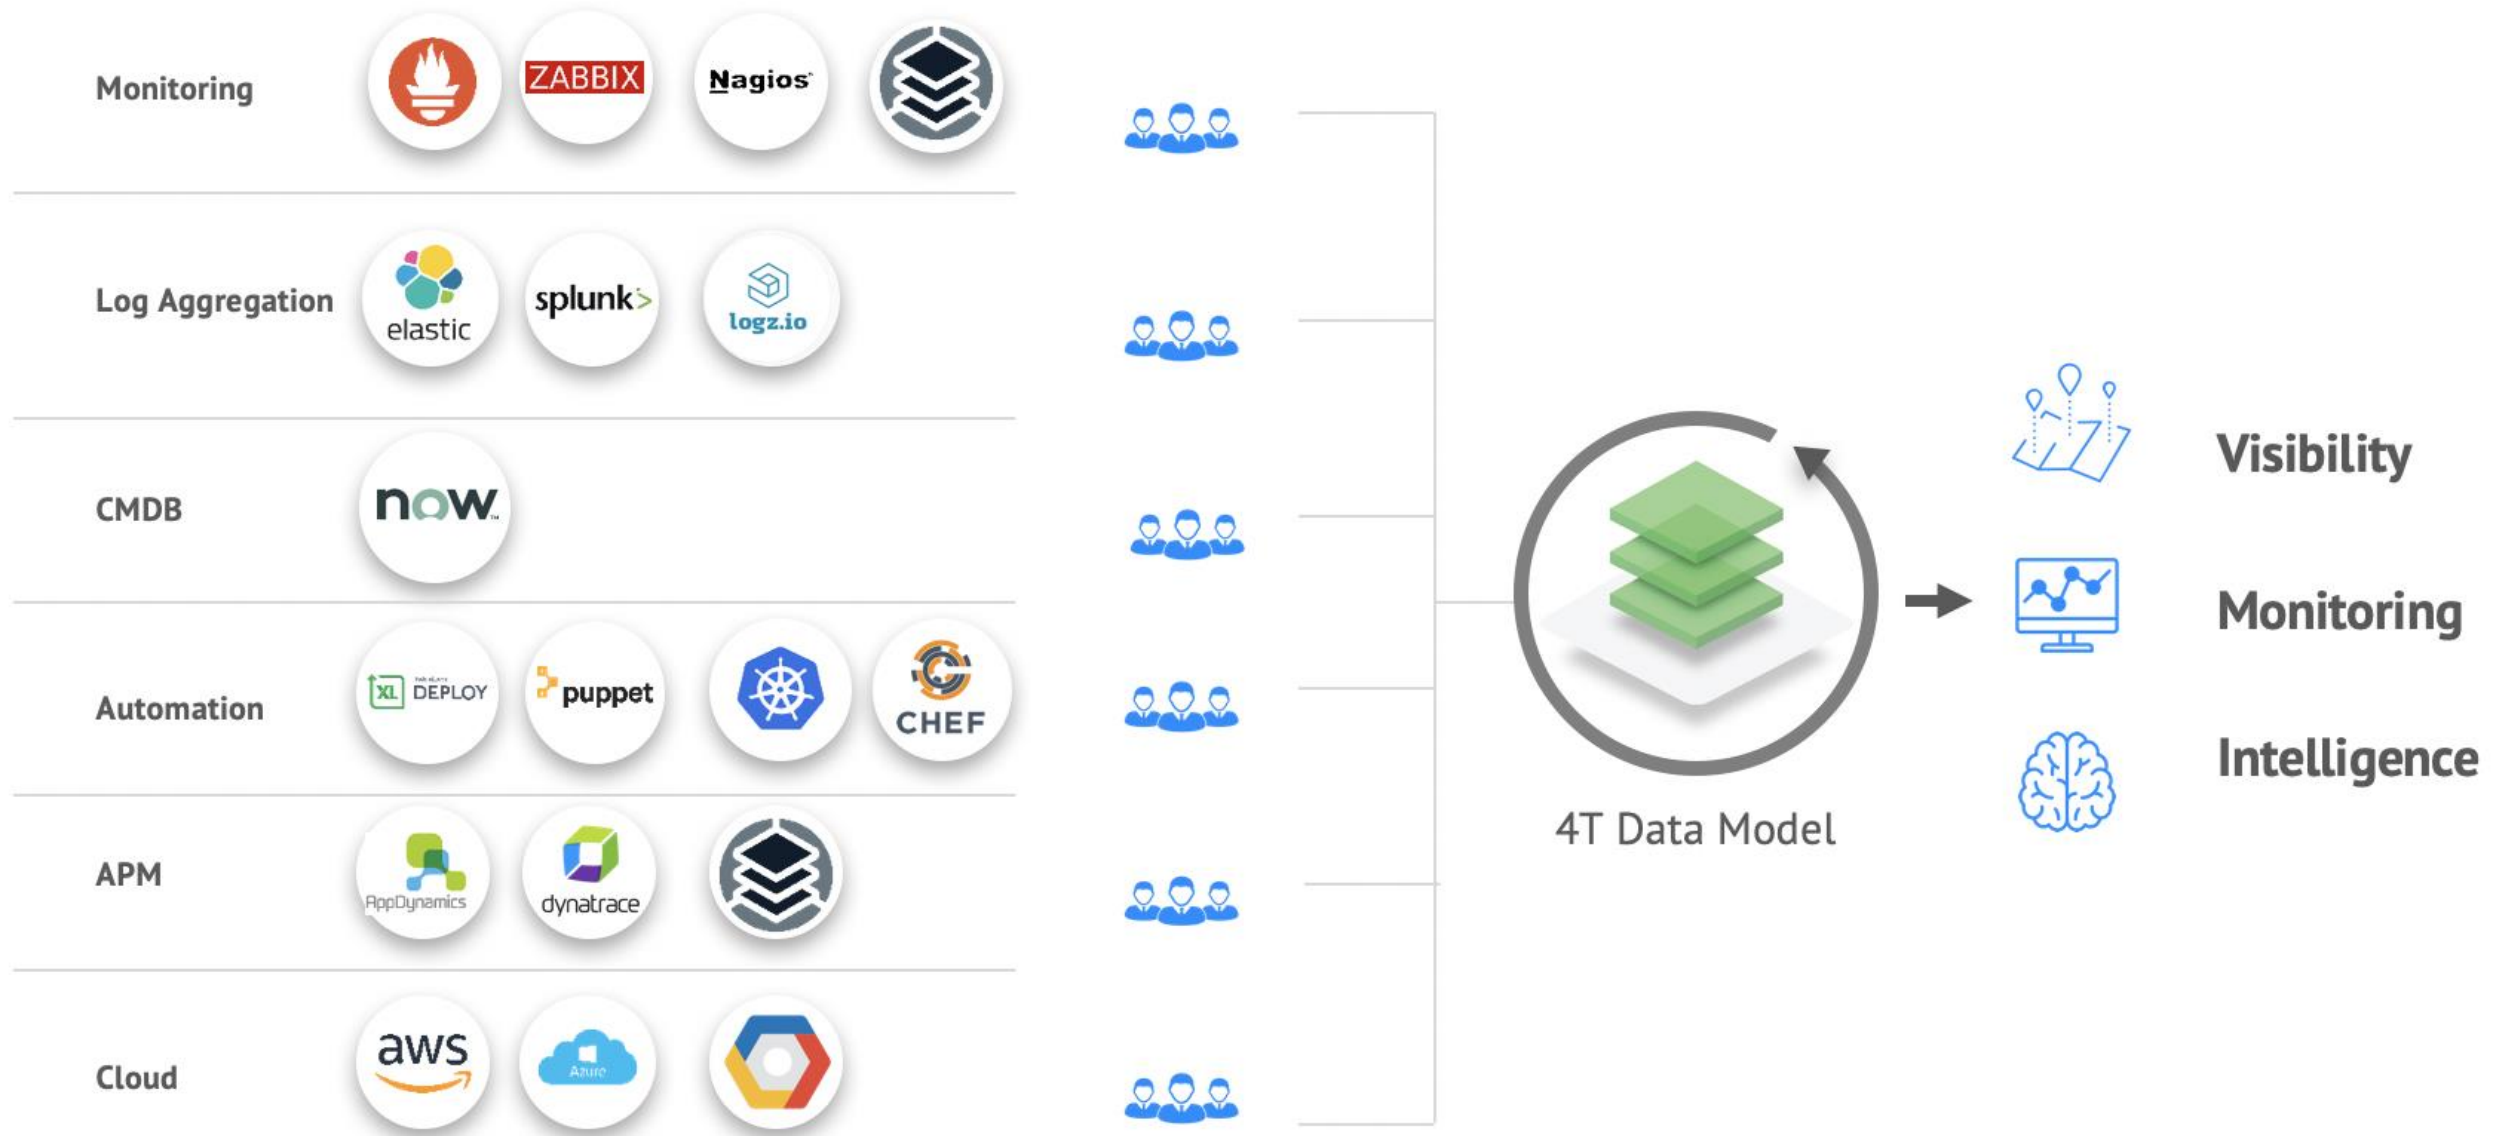 Monitoring
ZABBIX
Nagios
Log Aggregation
elastic
splunk>
logz.io
CMDB
now
Automation
XL DEPLOY
puppet
CHEF
APM
AppDynamics
dynatrace
Cloud
aws
Azure
4T Data Model
Visibility
Monitoring
Intelligence